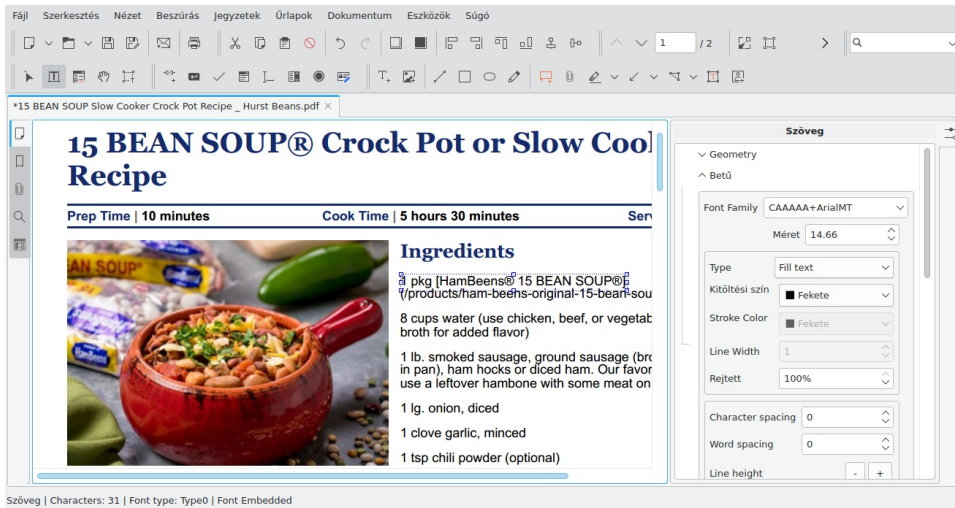 Fájl Szerkesztés Nézet Beszúrás Jegyzetek Űrlapok Dokumentum Eszközök Súgó
1 / 2
*15 BEAN SOUP Slow Cooker Crock Pot Recipe _ Hurst Beans.pdf
15 BEAN SOUP® Crock Pot or Slow Cool
Recipe
Prep Time | 10 minutes Cook Time | 5 hours 30 minutes Serv
AN SOUP
HamBeens
Ingredients
1 pkg [HamBeens® 15 BEAN SOUP®]
(/products/ham-beens-original-15-bean-sou
8 cups water (use chicken, beef, or vegetab
broth for added flavor)
1 lb. smoked sausage, ground sausage (bro
in pan), ham hocks or diced ham. Our favor
use a leftover hambone with some meat on
1 lg. onion, diced
1 clove garlic, minced
1 tsp chili powder (optional)
Szöveg
Geometry
Betű
Font Family CAAAAA+ArialMT
Méret 14.66
Type Fill text
Kitöltési szín Fekete
Stroke Color Fekete
Line Width 1
Rejtett 100%
Character spacing 0
Word spacing 0
Line height - +
Szöveg | Characters: 31 | Font type: Type0 | Font Embedded